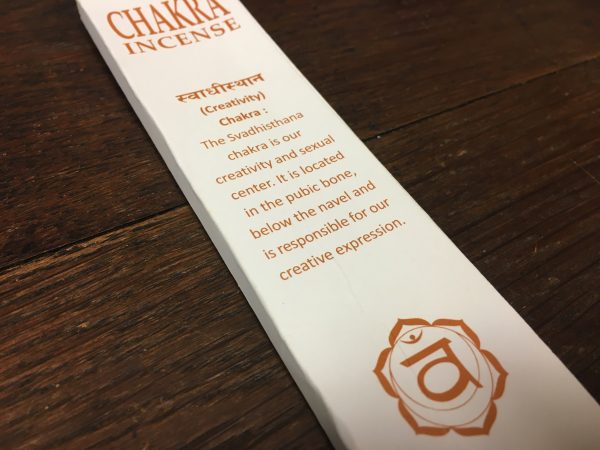 CHAKRA
INCENSE
स्वाधीस्थान
(Creativity)
Chakra :
The Svadhisthana
chakra is our
creativity and sexual
center. It is located
in the pubic bone,
below the navel and
is responsible for our
creative expression.
वं